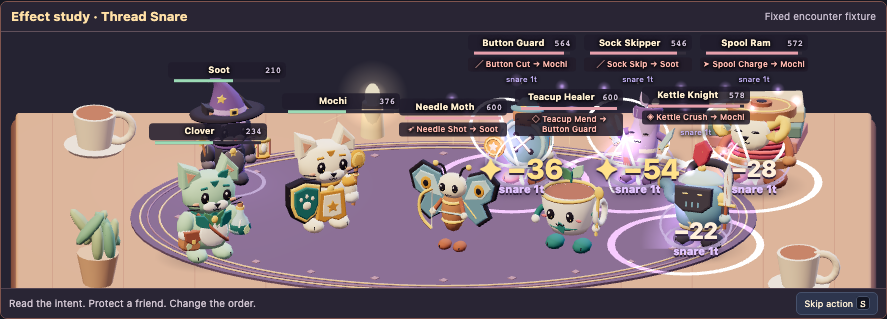 Effect study · Thread Snare
Fixed encounter fixture
Button Guard 564
Button Cut → Mochi
snare 1t
Sock Skipper 546
Sock Skip → Soot
snare 1t
Spool Ram 572
Spool Charge → Mochi
snare 1t
Soot 210
Mochi 376
Needle Moth 600
Needle Shot → Soot
Teacup Healer 600
Teacup Mend →
Button Guard
Kettle Knight 578
Kettle Crush → Mochi
snare 1t
Clover 234
-36
snare 1t
-54
snare 1t
-28
snare 1t
-22
snare 1t
Read the intent. Protect a friend. Change the order.
Skip action S